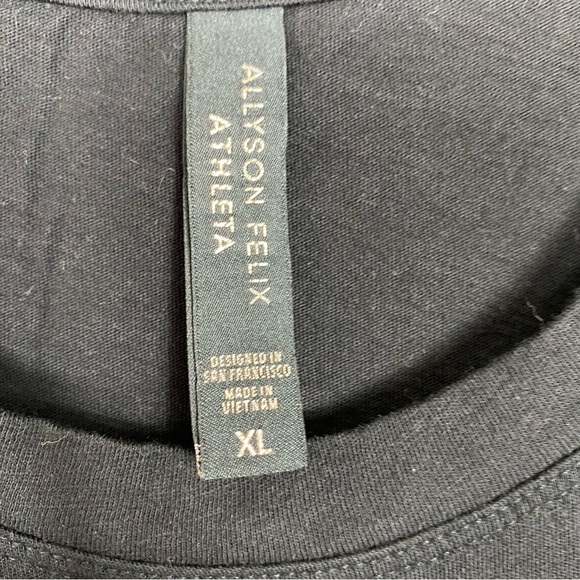 ALLYSON FELIX
ATHLETA
DESIGNED IN
SAN FRANCISCO
MADE IN
VIETNAM
XL